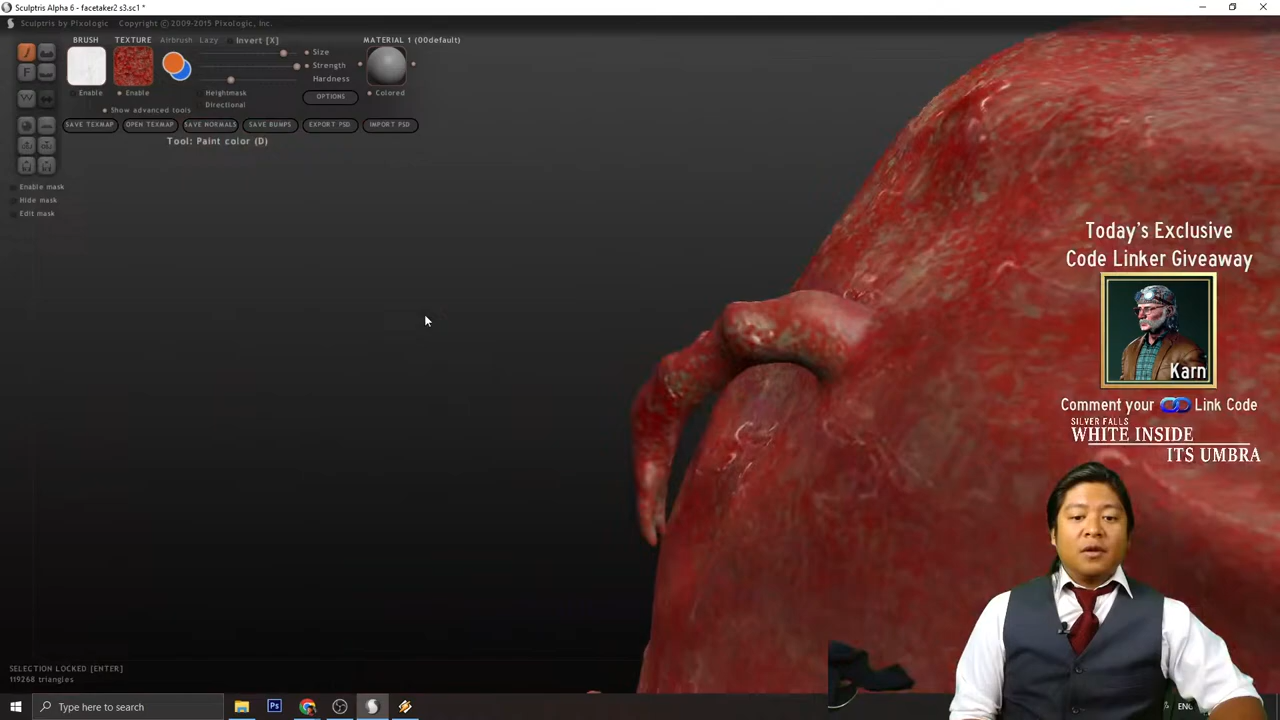 Sculptris Alpha 6 - facetaker2 s3.sc1 *
Sculptris by Pixologic   Copyright © 2009-2015 Pixologic, Inc.
BRUSH
TEXTURE
Airbrush
Lazy
Invert [X]
MATERIAL 1 (00default)
Size
Strength
Hardness
Enable
Enable
Heightmask
Directional
OPTIONS
Colored
Show advanced tools
SAVE TEXMAP
OPEN TEXMAP
SAVE NORMALS
SAVE BUMPS
EXPORT PSD
IMPORT PSD
Tool: Paint color (D)
F
W
Enable mask
Hide mask
Edit mask
Today's Exclusive
Code Linker Giveaway
Karn
Comment your Link Code
SILVER FALLS
WHITE INSIDE
ITS UMBRA
SELECTION LOCKED [ENTER]
119268 triangles
Type here to search
Ps
ENG